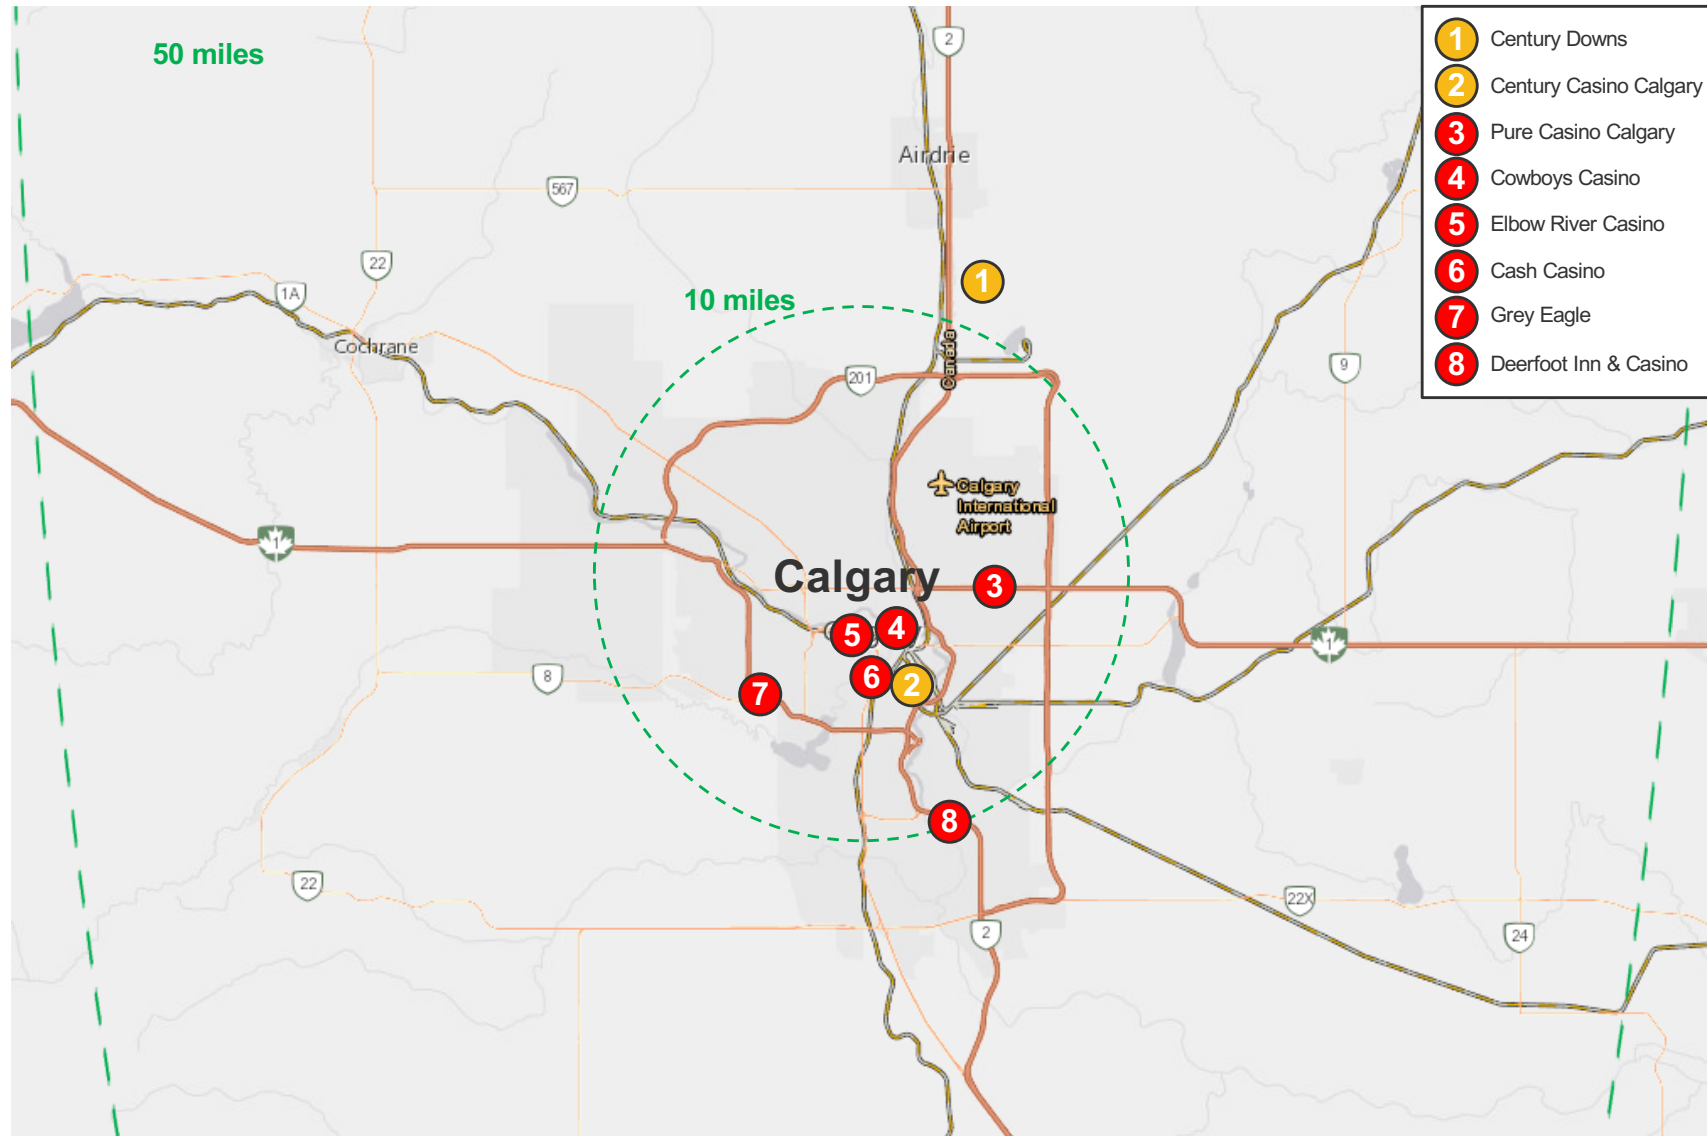 50 miles
2
1 Century Downs
2 Century Casino Calgary
3 Pure Casino Calgary
4 Cowboys Casino
5 Elbow River Casino
6 Cash Casino
7 Grey Eagle
8 Deerfoot Inn & Casino
Airdrie
567
22
1
1A
10 miles
Cochrane
Canada
201
9
Calgary
International
Airport
1
Calgary
3
4
5
1
6
2
8
7
8
22
22X
2
24